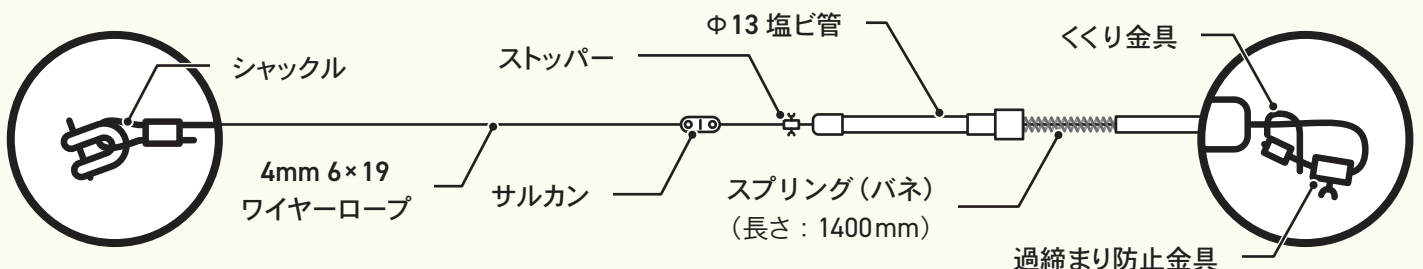 シャックル
4mm 6×19
ワイヤーロープ
サルカン
ストッパー
Φ13 塩ビ管
スプリング（バネ）
（長さ：1400mm）
くくり金具
過締まり防止金具